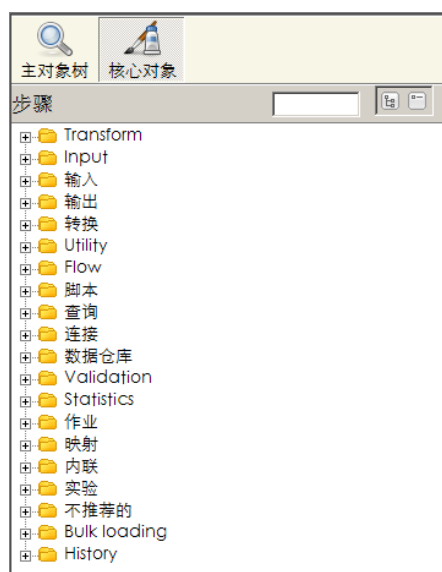 主对象树 核心对象
步骤
Transform
Input
输入
输出
转换
Utility
Flow
脚本
查询
连接
数据仓库
Validation
Statistics
作业
映射
内联
实验
不推荐的
Bulk loading
History